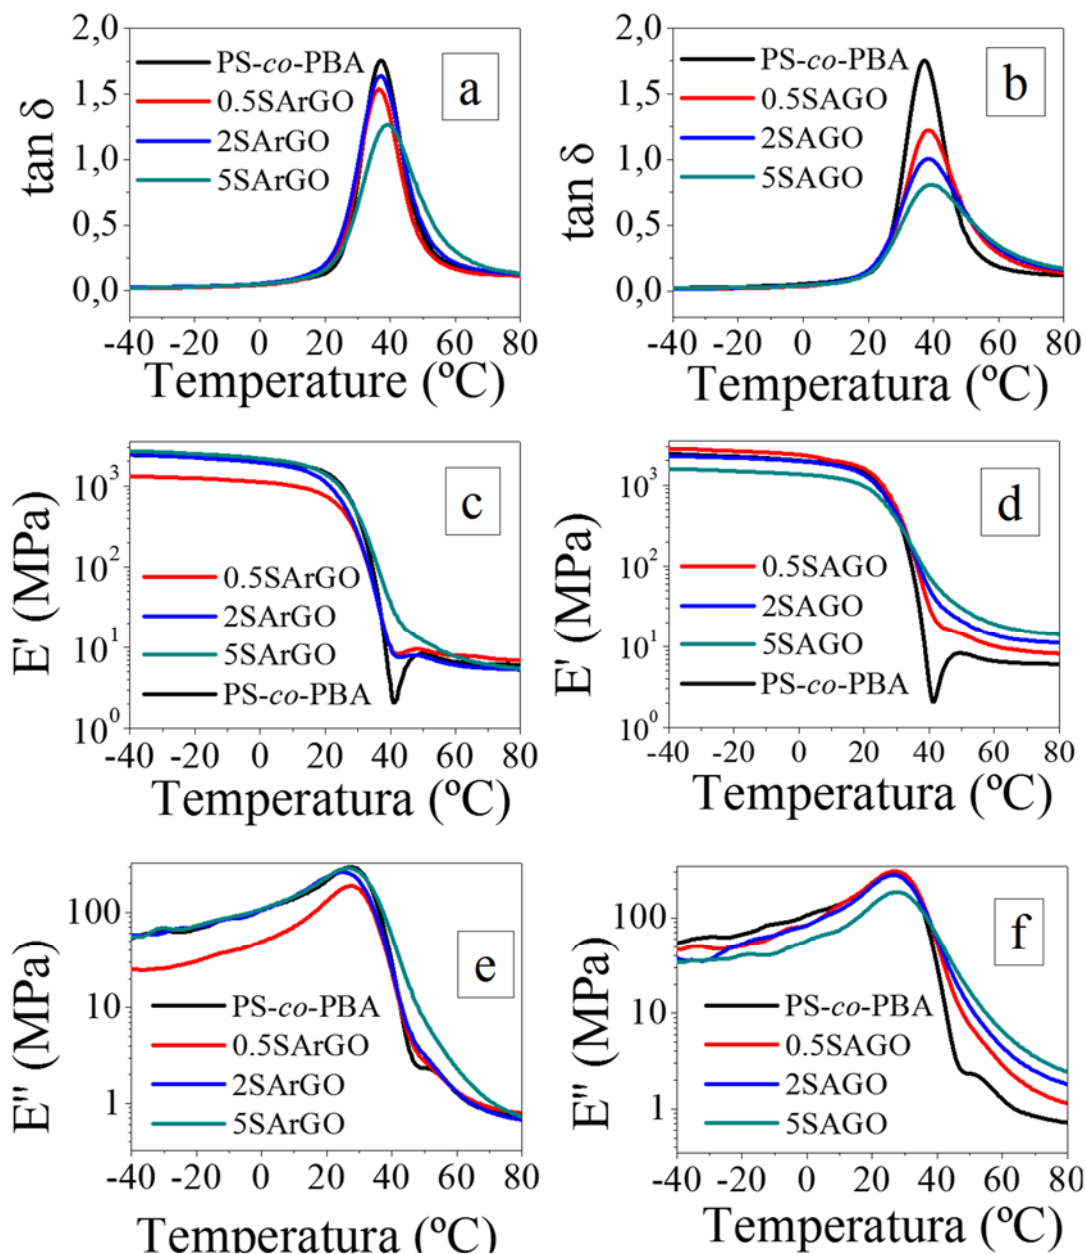 2,0
1,5
1,0
0,5
0,0
tan δ
PS-co-PBA
0.5SArGO
2SArGO
5SArGO
a
-40 -20 0 20 40 60 80
Temperature (ºC)
2,0
1,5
1,0
0,5
0,0
tan δ
PS-co-PBA
0.5SAGO
2SAGO
5SAGO
b
-40 -20 0 20 40 60 80
Temperatura (ºC)
10³
10²
10¹
10⁰
E' (MPa)
c
0.5SArGO
2SArGO
5SArGO
PS-co-PBA
-40 -20 0 20 40 60 80
Temperatura (ºC)
10³
10²
10¹
10⁰
E' (MPa)
d
0.5SAGO
2SAGO
5SAGO
PS-co-PBA
-40 -20 0 20 40 60 80
Temperatura (ºC)
100
10
1
E'' (MPa)
e
PS-co-PBA
0.5SArGO
2SArGO
5SArGO
-40 -20 0 20 40 60 80
Temperatura (ºC)
100
10
1
E'' (MPa)
f
PS-co-PBA
0.5SAGO
2SAGO
5SAGO
-40 -20 0 20 40 60 80
Temperatura (ºC)